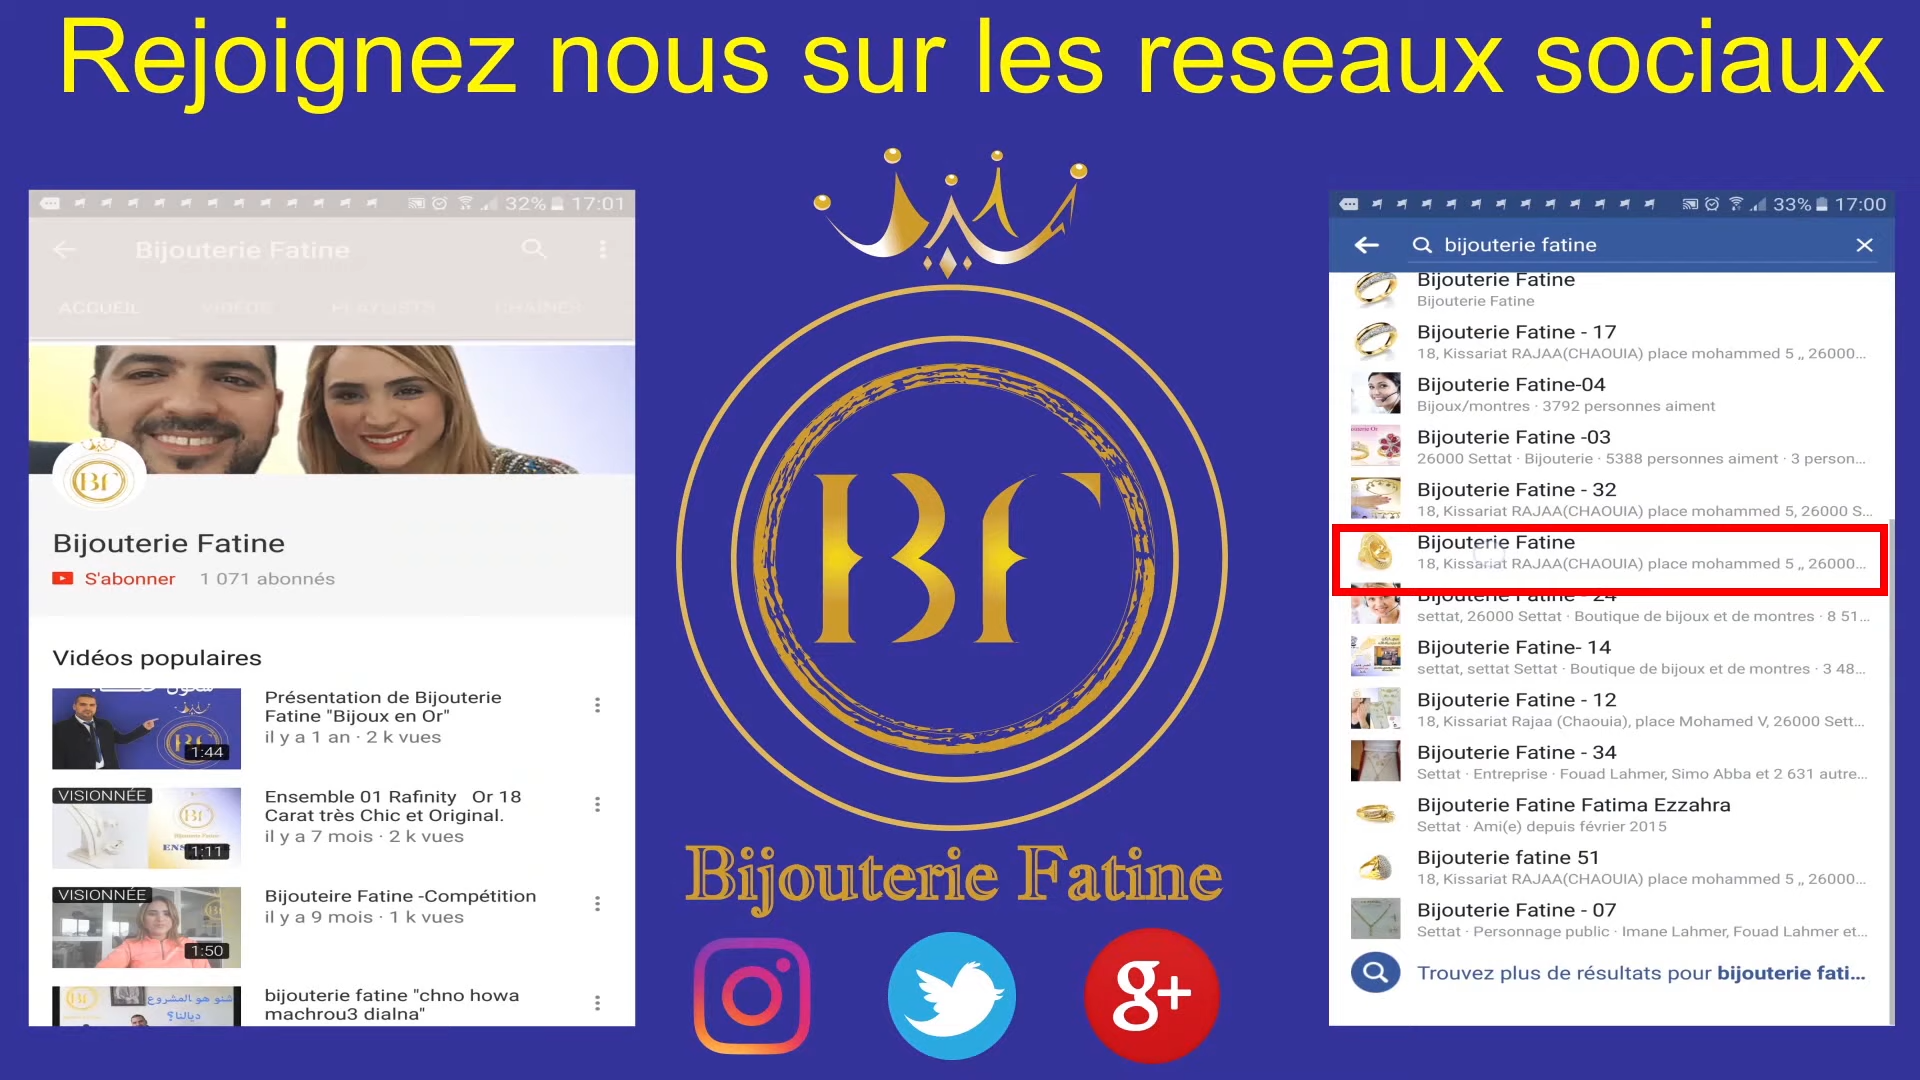 Rejoignez nous sur les reseaux sociaux
32% 17:01
Bijouterie Fatine
ACCUEIL VIDÉOS PLAYLISTS CHAÎNES
Bf
Bijouterie Fatine
S'abonner 1 071 abonnés
Vidéos populaires
1:44
Présentation de Bijouterie
Fatine "Bijoux en Or"
il y a 1 an · 2 k vues
VISIONNÉE
1:11
Ensemble 01 Rafinity Or 18
Carat très Chic et Original.
il y a 7 mois · 2 k vues
VISIONNÉE
1:50
Bijouteire Fatine -Compétition
il y a 9 mois · 1 k vues
شنو هو المشروع
ديالنا؟
bijouterie fatine "chno howa
machrou3 dialna"
Bf
Bijouterie Fatine
g+
33% 17:00
bijouterie fatine
Bijouterie Fatine
Bijouterie Fatine
Bijouterie Fatine - 17
18, Kissariat RAJAA(CHAOUIA) place mohammed 5 ,, 26000...
Bijouterie Fatine-04
Bijoux/montres · 3792 personnes aiment
Bijouterie Fatine -03
26000 Settat · Bijouterie · 5388 personnes aiment · 3 person...
Bijouterie Fatine - 32
18, Kissariat RAJAA(CHAOUIA) place mohammed 5, 26000 S...
Bijouterie Fatine
18, Kissariat RAJAA(CHAOUIA) place mohammed 5 ,, 26000...
Bijouterie Fatine - 24
settat, 26000 Settat · Boutique de bijoux et de montres · 8 51...
Bijouterie Fatine- 14
settat, settat Settat · Boutique de bijoux et de montres · 3 48...
Bijouterie Fatine - 12
18, Kissariat Rajaa (Chaouia), place Mohamed V, 26000 Sett...
Bijouterie Fatine - 34
Settat · Entreprise · Fouad Lahmer, Simo Abba et 2 631 autre...
Bijouterie Fatine Fatima Ezzahra
Settat · Ami(e) depuis février 2015
Bijouterie fatine 51
18, Kissariat RAJAA(CHAOUIA) place mohammed 5 ,, 26000...
Bijouterie Fatine - 07
Settat · Personnage public · Imane Lahmer, Fouad Lahmer et...
Trouvez plus de résultats pour bijouterie fati...